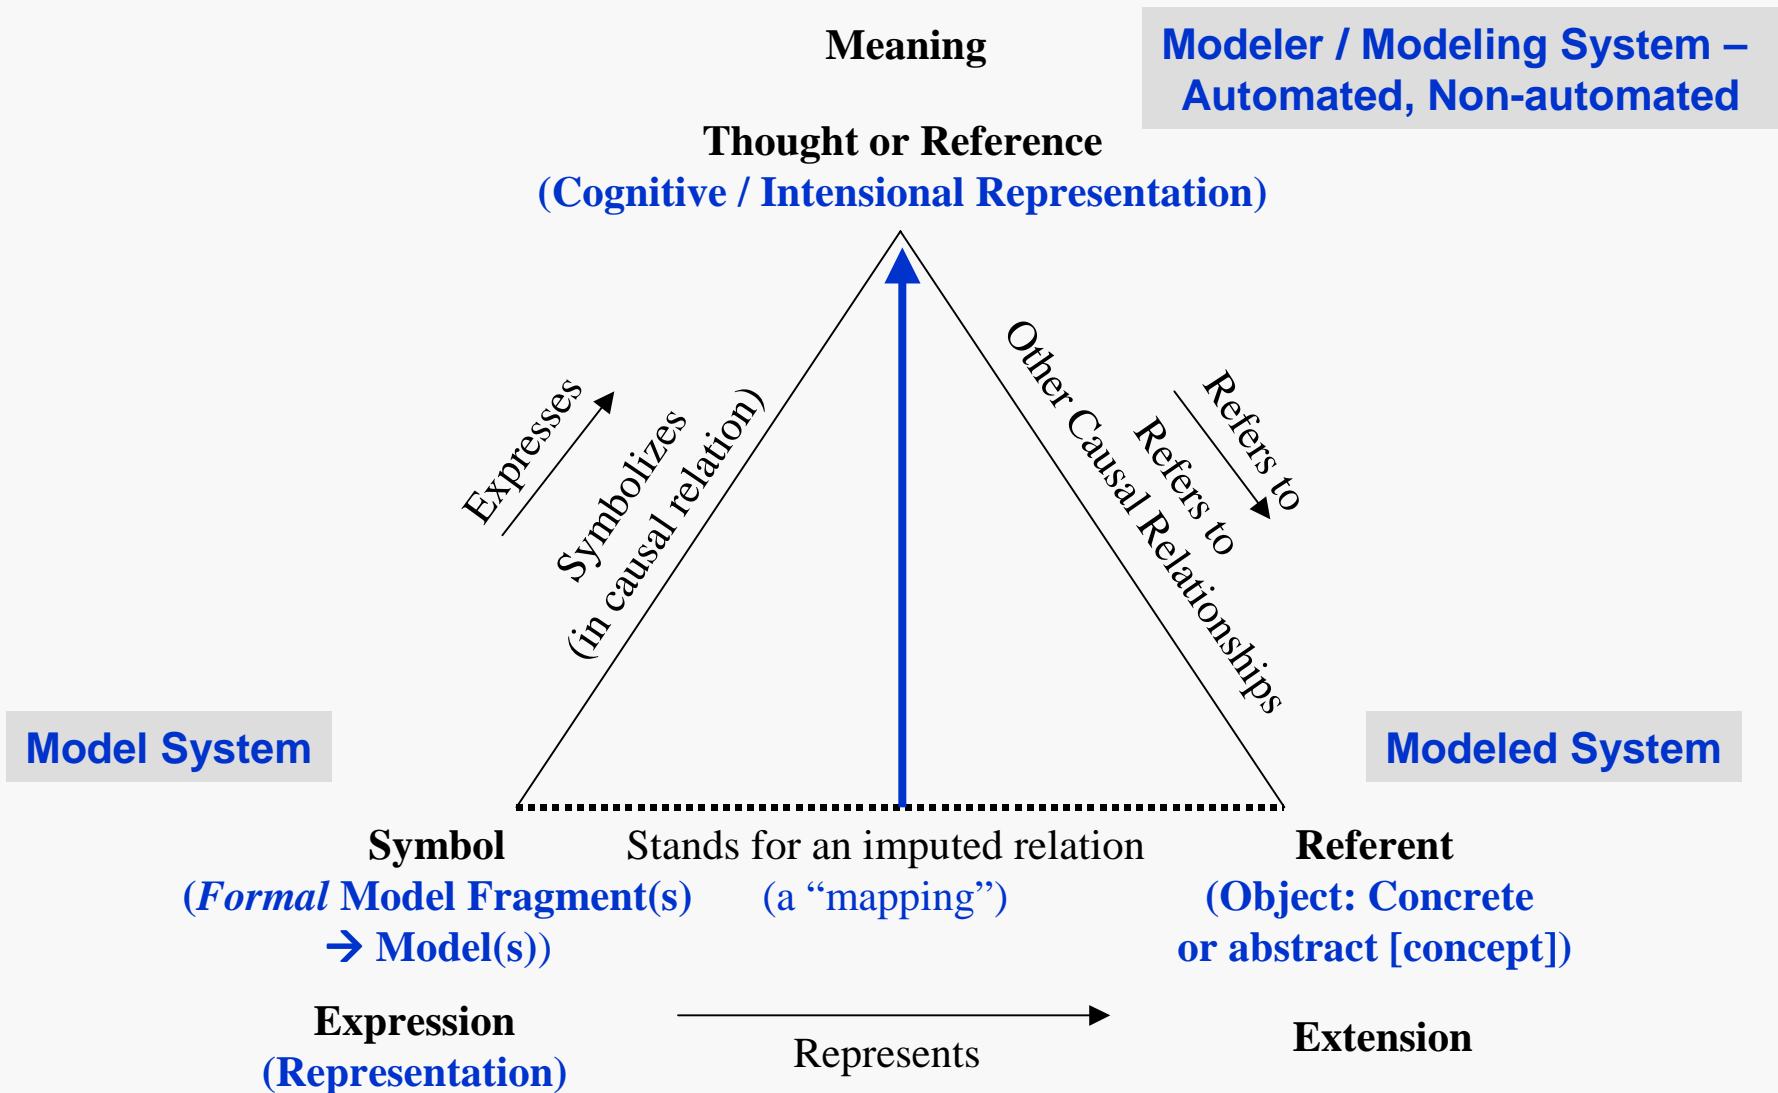 Meaning
Modeler / Modeling System –
Automated, Non-automated
Thought or Reference
(Cognitive / Intensional Representation)
Expresses
Symbolizes
(in causal relation)
Other Causal Relationships
Refers to
Refers to
Model System
Modeled System
Symbol
(Formal Model Fragment(s)
→ Model(s))
Stands for an imputed relation
(a “mapping”)
Referent
(Object: Concrete
or abstract [concept])
Expression
(Representation)
Represents
Extension